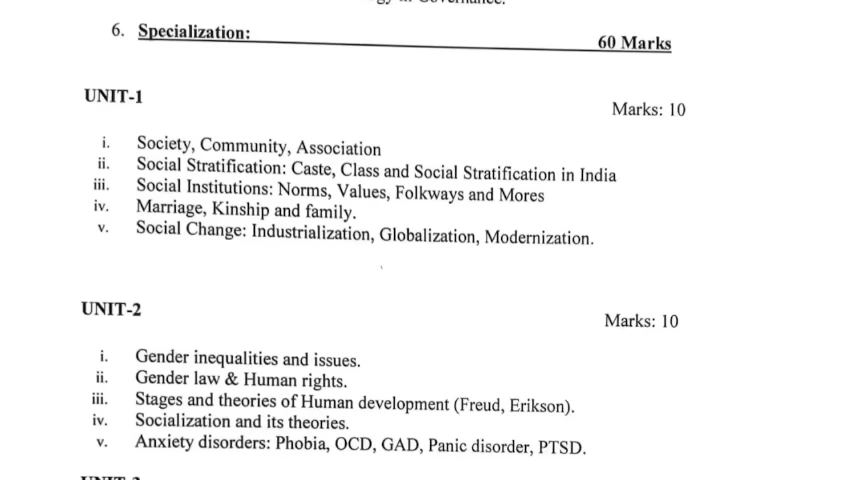 Governance.
6. Specialization: 60 Marks
UNIT-1
Marks: 10
i. Society, Community, Association
ii. Social Stratification: Caste, Class and Social Stratification in India
iii. Social Institutions: Norms, Values, Folkways and Mores
iv. Marriage, Kinship and family.
v. Social Change: Industrialization, Globalization, Modernization.
UNIT-2
Marks: 10
i. Gender inequalities and issues.
ii. Gender law & Human rights.
iii. Stages and theories of Human development (Freud, Erikson).
iv. Socialization and its theories.
v. Anxiety disorders: Phobia, OCD, GAD, Panic disorder, PTSD.